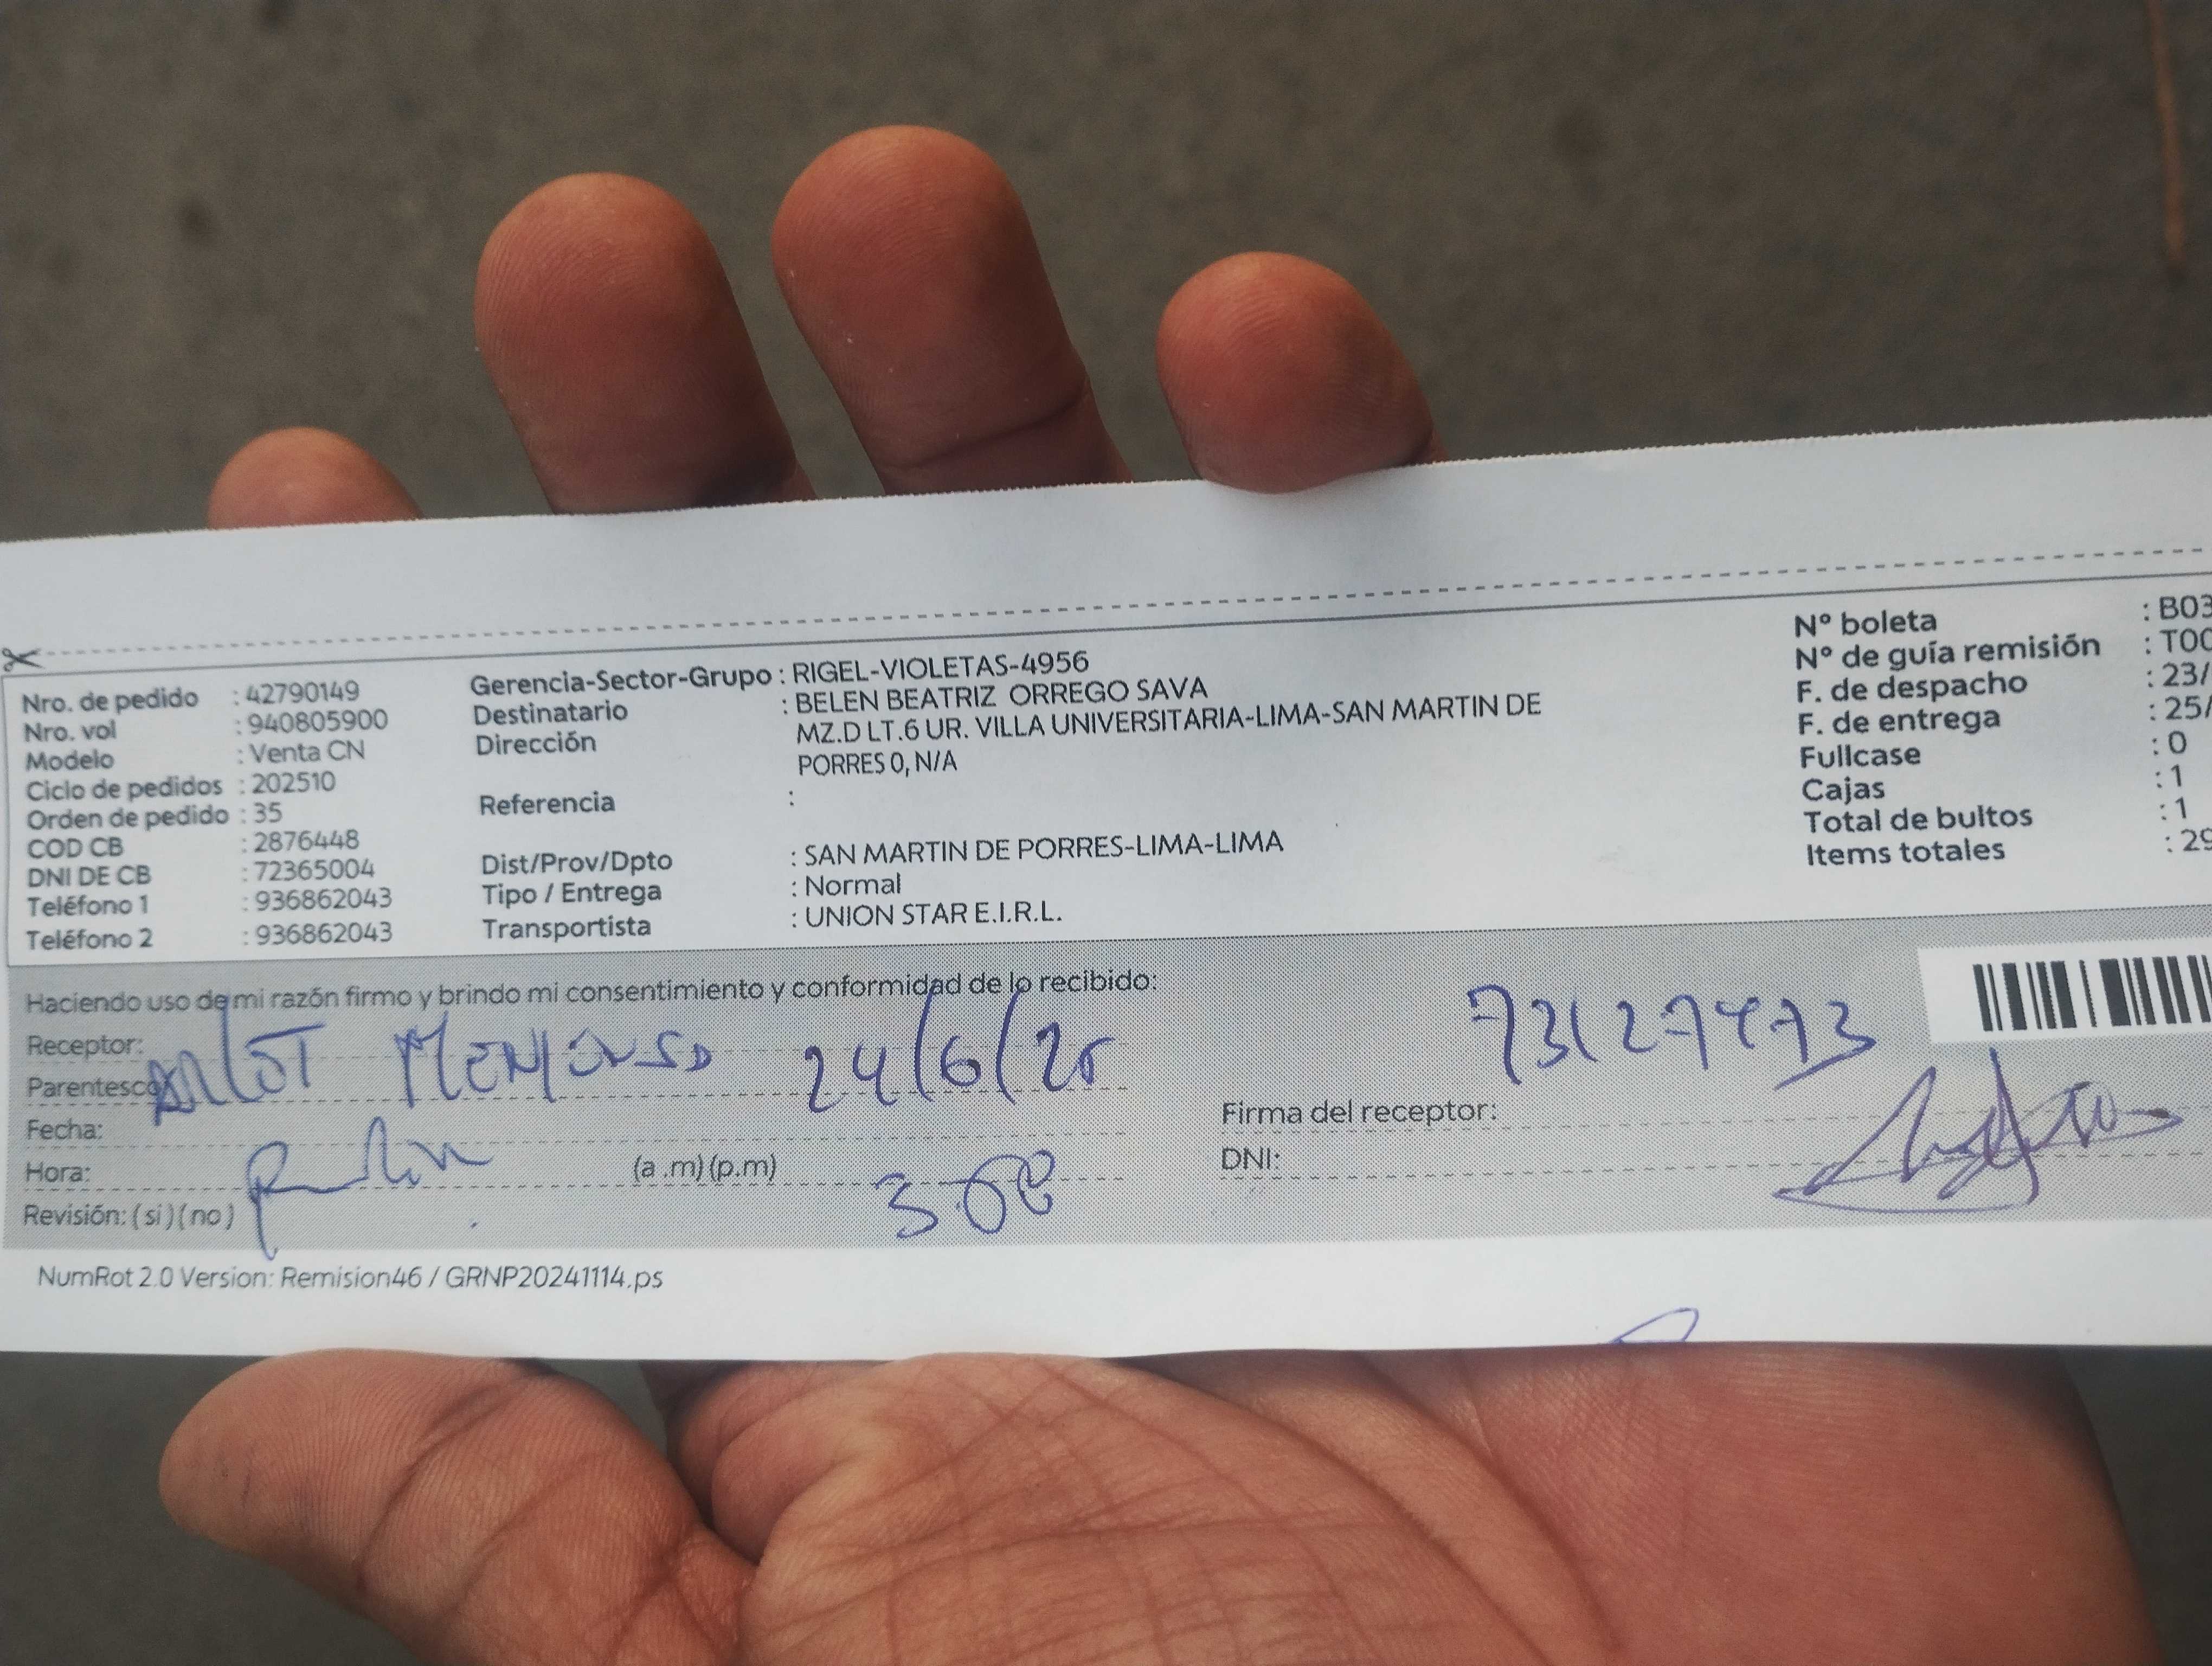 Nro. de pedido : 42790149
Nro. vol : 940805900
Modelo : Venta CN
Ciclo de pedidos : 202510
Orden de pedido : 35
COD CB : 2876448
DNI DE CB : 72365004
Teléfono 1 : 936862043
Teléfono 2 : 936862043
Gerencia-Sector-Grupo : RIGEL-VIOLETAS-4956
Destinatario : BELEN BEATRIZ ORREGO SAVA
Dirección MZ.D LT.6 UR. VILLA UNIVERSITARIA-LIMA-SAN MARTIN DE
PORRES 0, N/A
Referencia :
Dist/Prov/Dpto : SAN MARTIN DE PORRES-LIMA-LIMA
Tipo / Entrega : Normal
Transportista : UNION STAR E.I.R.L.
Nº boleta : B03
Nº de guía remisión : T00
F. de despacho : 23/
F. de entrega : 25/
Fullcase : 0
Cajas : 1
Total de bultos : 1
Items totales : 29
Haciendo uso de mi razón firmo y brindo mi consentimiento y conformidad de lo recibido:
Receptor:
Parentesco:
24/6/25
73127473
Fecha:
Firma del receptor:
Hora: (a .m) (p.m)
DNI:
Revisión: ( si ) ( no )
NumRot 2.0 Version: Remision46 / GRNP20241114.ps